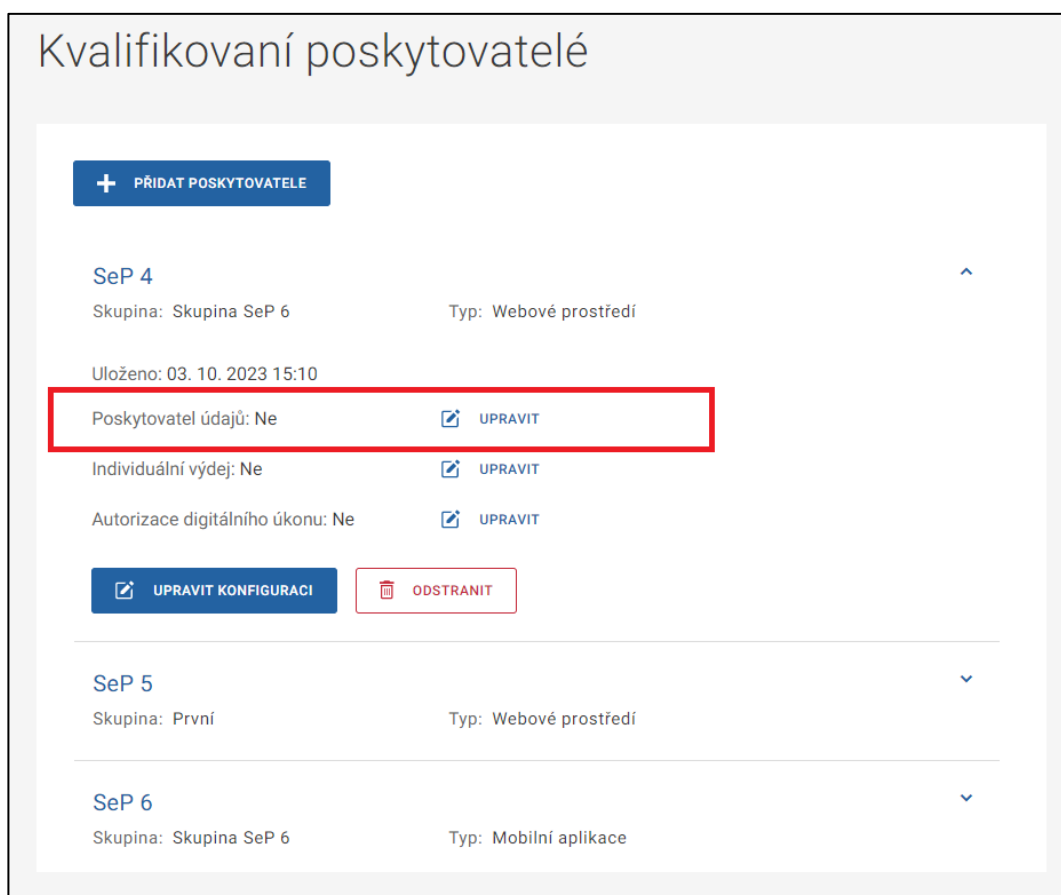 Kvalifikovaní poskytovatelé
PŘIDAT POSKYTOVATELE
SeP 4
Skupina: Skupina SeP 6 Typ: Webové prostředí
Uloženo: 03. 10. 2023 15:10
Poskytovatel údajů: Ne UPRAVIT
Individuální výdej: Ne UPRAVIT
Autorizace digitálního úkonu: Ne UPRAVIT
UPRAVIT KONFIGURACI ODSTRANIT
SeP 5
Skupina: První Typ: Webové prostředí
SeP 6
Skupina: Skupina SeP 6 Typ: Mobilní aplikace